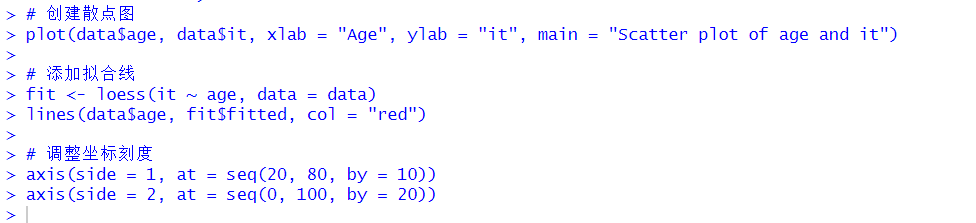 > # 创建散点图
> plot(data$age, data$it, xlab = "Age", ylab = "it", main = "Scatter plot of age and it")
>
> # 添加拟合线
> fit <- loess(it ~ age, data = data)
> lines(data$age, fit$fitted, col = "red")
>
> # 调整坐标刻度
> axis(side = 1, at = seq(20, 80, by = 10))
> axis(side = 2, at = seq(0, 100, by = 20))
>